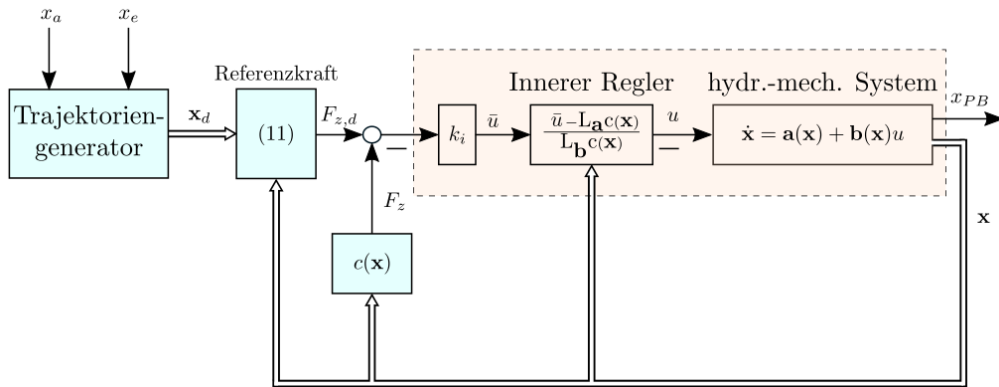 x_a
x_e
Referenzkraft
Innerer Regler
hydr.-mech. System
Trajektorien-
generator
x_d
(11)
F_{z,d}
−
k_i
ū
ū−L_a c(x)
L_b c(x)
u
−
ẋ = a(x) + b(x)u
x_{PB}
F_z
x
c(x)